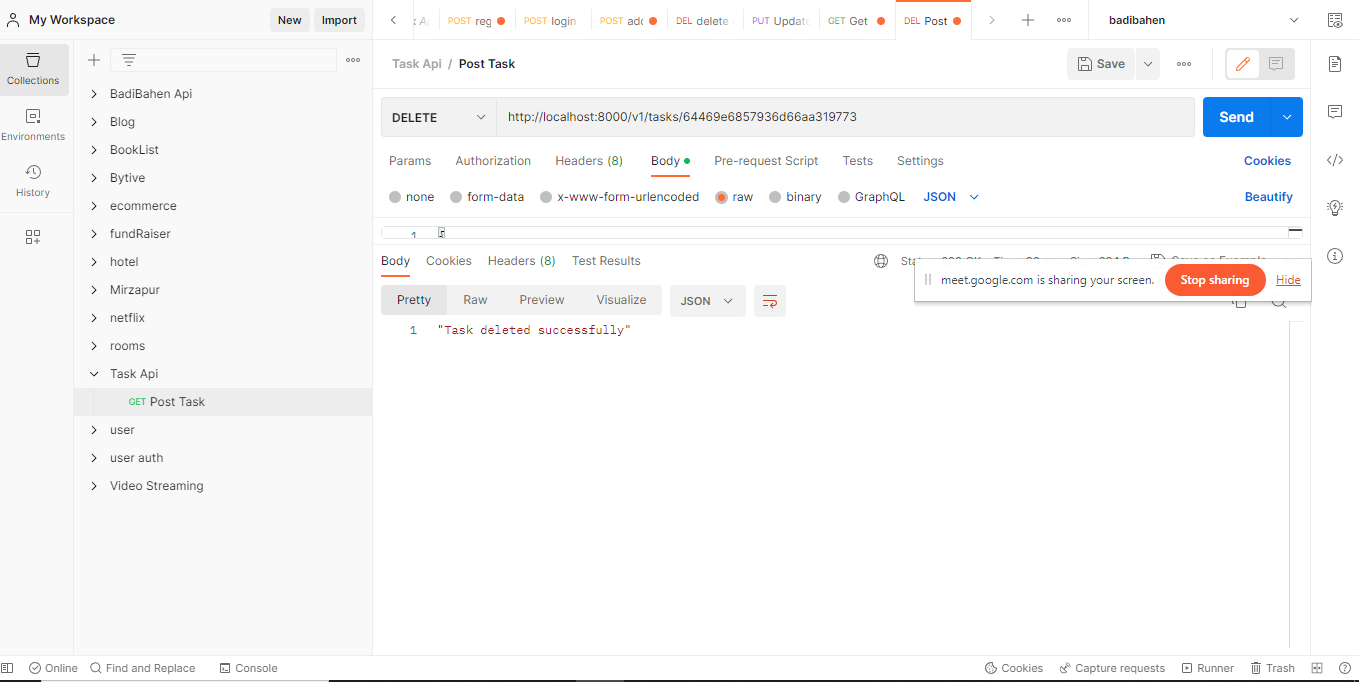 My Workspace New Import
POST reg POST login POST add DEL delete PUT Update GET Get DEL Post badibahen
Collections
Environments
History
BadiBahen Api
Blog
BookList
Bytive
ecommerce
fundRaiser
hotel
Mirzapur
netflix
rooms
Task Api
GET Post Task
user
user auth
Video Streaming
Task Api / Post Task Save
DELETE http://localhost:8000/v1/tasks/64469e6857936d66aa319773 Send
Params Authorization Headers (8) Body Pre-request Script Tests Settings Cookies
none form-data x-www-form-urlencoded raw binary GraphQL JSON Beautify
1
Body Cookies Headers (8) Test Results
meet.google.com is sharing your screen. Stop sharing Hide
Pretty Raw Preview Visualize JSON
1 "Task deleted successfully"
Online Find and Replace Console Cookies Capture requests Runner Trash